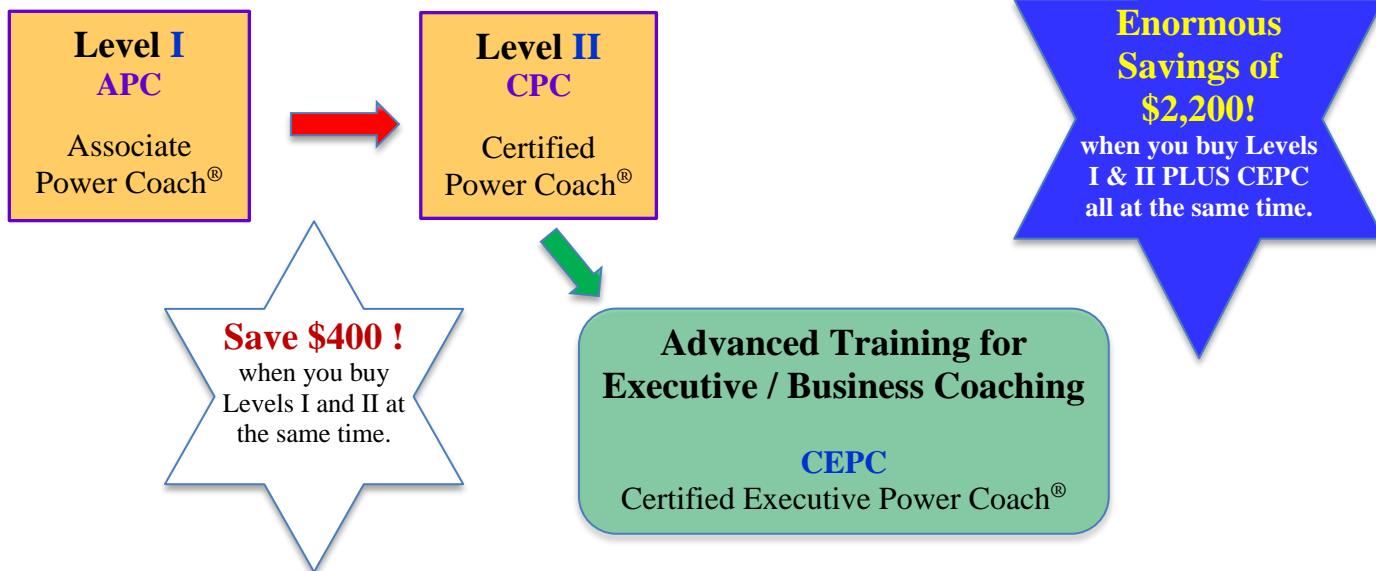 Level I
APC
Associate
Power Coach®
Level II
CPC
Certified
Power Coach®
Enormous
Savings of
$2,200!
when you buy Levels
I & II PLUS CEPC
all at the same time.
Save $400 !
when you buy
Levels I and II at
the same time.
Advanced Training for
Executive / Business Coaching
CEPC
Certified Executive Power Coach®